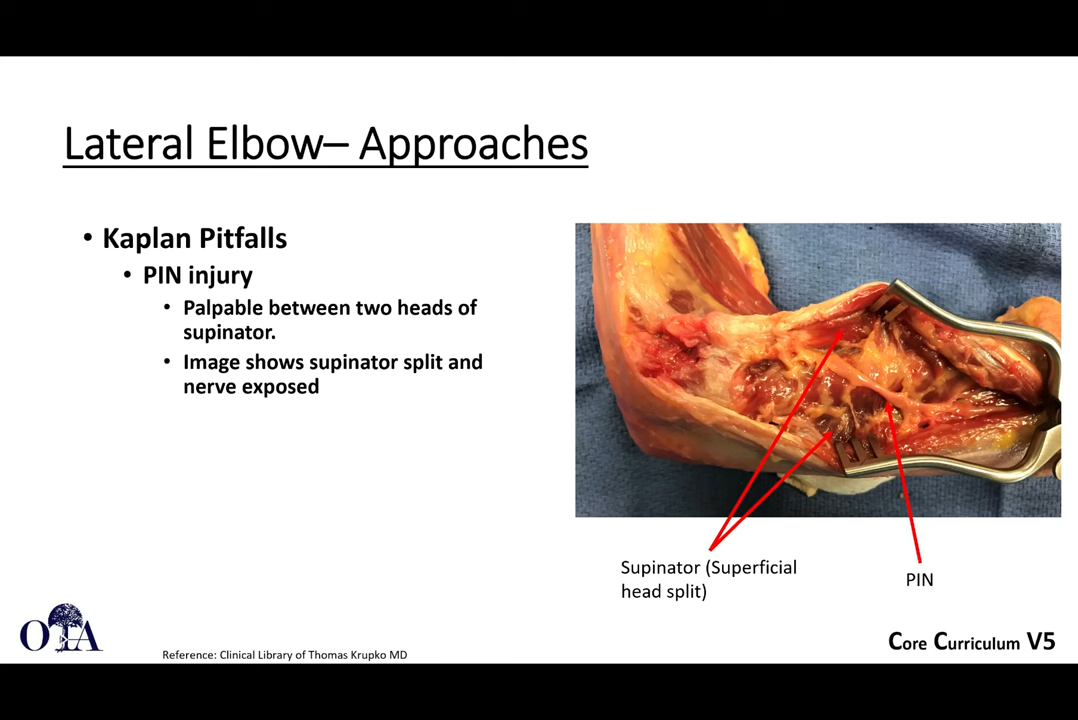 Lateral Elbow– Approaches
• Kaplan Pitfalls
• PIN injury
• Palpable between two heads of
supinator.
• Image shows supinator split and
nerve exposed
Supinator (Superficial
head split)
PIN
OTA
Reference: Clinical Library of Thomas Krupko MD
Core Curriculum V5